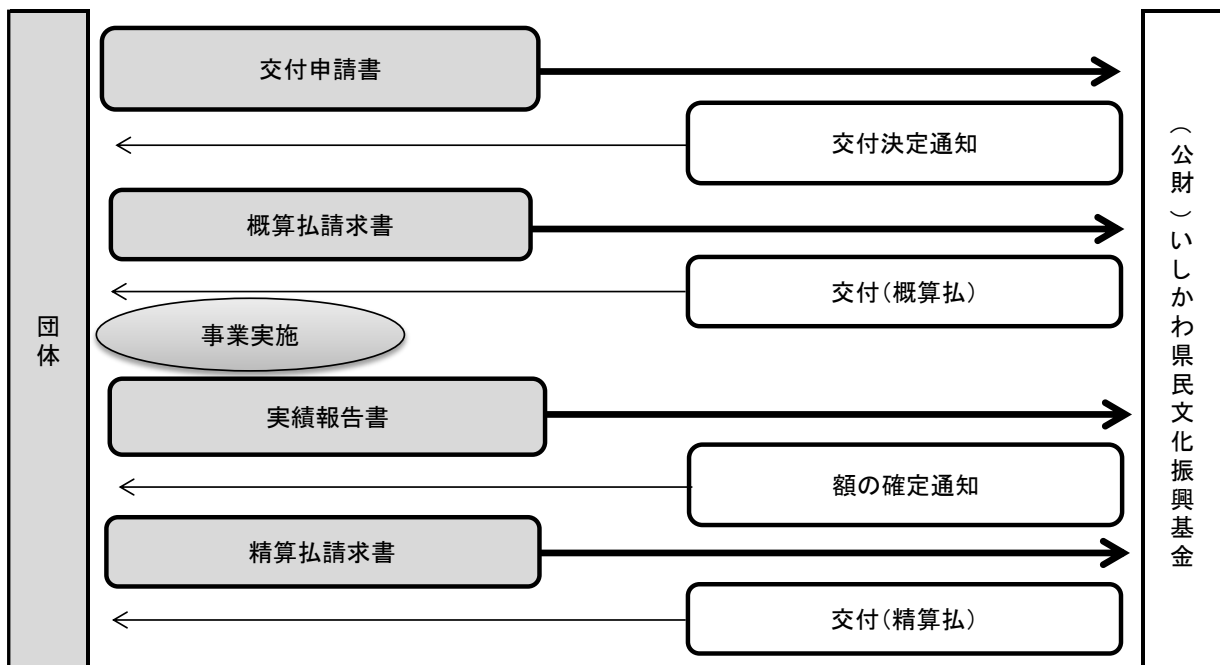 団体
交付申請書
交付決定通知
概算払請求書
交付(概算払)
事業実施
実績報告書
額の確定通知
精算払請求書
交付(精算払)
（公財）いしかわ県民文化振興基金